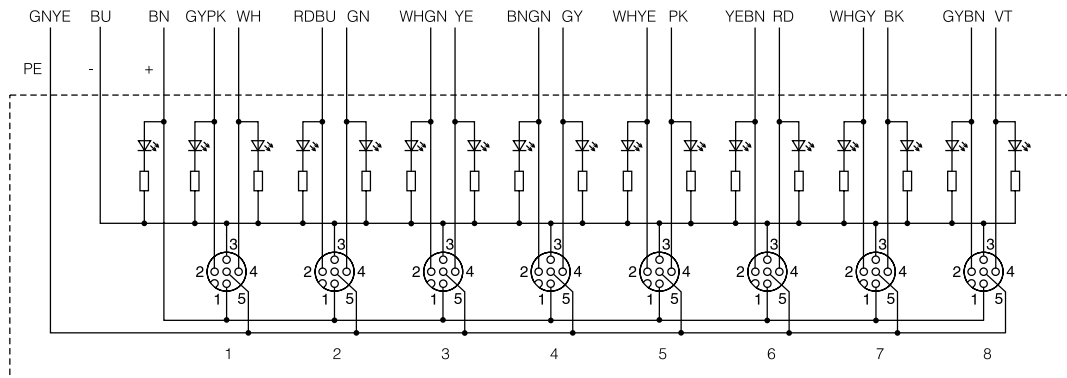 GNYE BU BN GYPK WH RDBU GN WHGN YE BNGN GY WHYE PK YEBN RD WHGY BK GYBN VT
PE - +
3 3 3 3 3 3 3 3
2 4 2 4 2 4 2 4 2 4 2 4 2 4 2 4
1 5 1 5 1 5 1 5 1 5 1 5 1 5 1 5
1 2 3 4 5 6 7 8